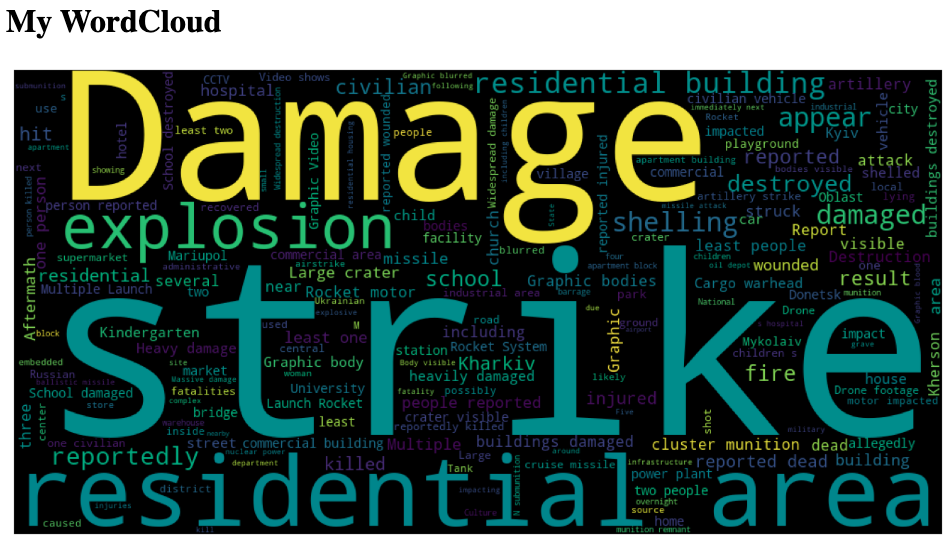 My WordCloud
Damage
strike
residential area
explosion
residential building
shelling
destroyed
damaged
appear
civilian
hospital
CCTV
Video shows
Graphic blurred
following
submunition
s
use
apartment
hit
hotel
next
showing
School destroyed
least two
small
Widespread destruction
Graphic Video
residential housing
reported wounded
people
Widespread damage
including children
civilian vehicle
immediately next
industrial
Rocket
impacted
Kyiv
artillery
vehicle
city
playground
reported
attack
apartment building
bodies visible
commercial
village
shelled
local
lying
Oblast
artillery strike
missile attack
struck
car
crater
Report
visible
buildings destroyed
person killed
one person
person reported
recovered
child
bodies
facility
church
blurred
State
reported injured
least people
children
oil depot
wounded
Destruction
one
result
supermarket
Mariupol
administrative
commercial area
airstrike
missile
residential
several
two
near
Large crater
Rocket motor
Ukrainian
explosive
school
industrial area
Graphic bodies
four
apartment block
barrage
park
Cargo warhead
Donetsk
munition
National
Drone
Graphic blood
area
Kherson
Aftermath
Multiple Launch
block
M
used
Kindergarten
Heavy damage
site
central
least one
road
including
station
Rocket System
Kharkiv
Body visible
heavily damaged
due
Graphic
ground
airport
likely
s hospital
children s
Mykolaiv
impact
grave
fire
house
Drone footage
motor impacted
embedded
Russian
ballistic missile
market
Massive damage
School damaged
fatalities
woman
Graphic body
University
complex
store
bridge
Launch Rocket
least
fatality
possibly
people reported
crater visible
reportedly killed
injured
Five
shot
military
three
center
one civilian
warehouse
inside
nearby
street
commercial building
Multiple
Large
buildings damaged
around
cluster munition
dead
allegedly
reportedly
nuclear power
department
killed
Tank
cruise missile
infrastructure
reported dead
building
power plant
district
injuries
caused
kill
impacting
Culture
N submunition
two people
overnight
source
home
munition remnant